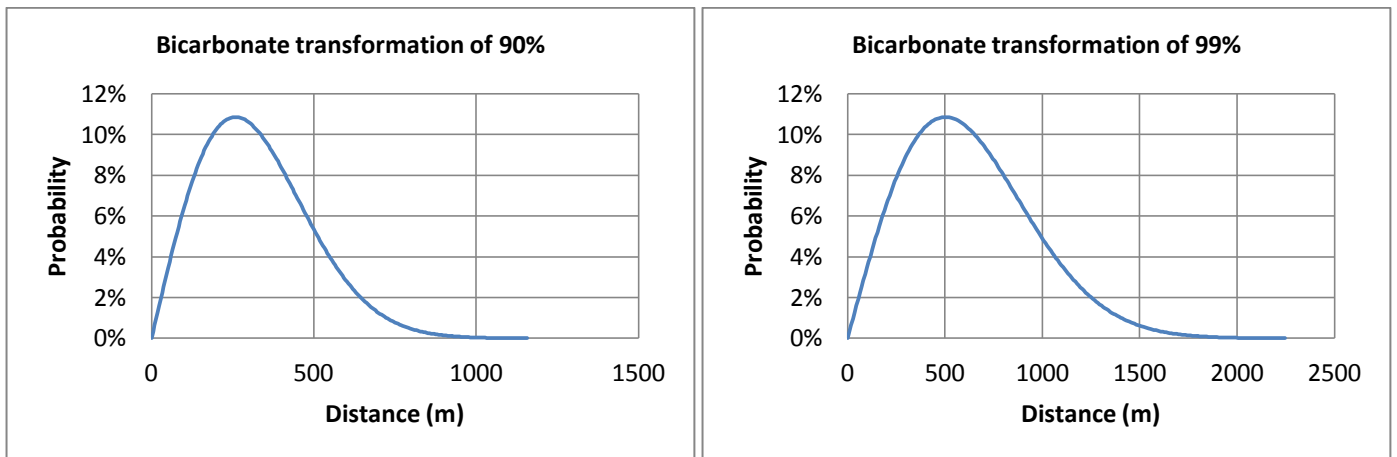 Bicarbonate transformation of 90%
12%
10%
8%
6%
4%
2%
0%
Probability
0 500 1000 1500
Distance (m)
Bicarbonate transformation of 99%
12%
10%
8%
6%
4%
2%
0%
Probability
0 500 1000 1500 2000 2500
Distance (m)